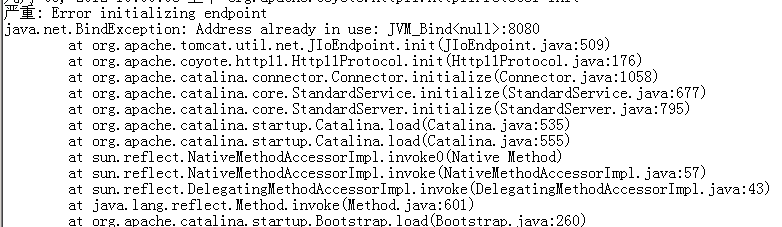 严重: Error initializing endpoint
java.net.BindException: Address already in use: JVM_Bind<null>:8080
at org.apache.tomcat.util.net.JIoEndpoint.init(JIoEndpoint.java:509)
at org.apache.coyote.http11.Http11Protocol.init(Http11Protocol.java:176)
at org.apache.catalina.connector.Connector.initialize(Connector.java:1058)
at org.apache.catalina.core.StandardService.initialize(StandardService.java:677)
at org.apache.catalina.core.StandardServer.initialize(StandardServer.java:795)
at org.apache.catalina.startup.Catalina.load(Catalina.java:535)
at org.apache.catalina.startup.Catalina.load(Catalina.java:555)
at sun.reflect.NativeMethodAccessorImpl.invoke0(Native Method)
at sun.reflect.NativeMethodAccessorImpl.invoke(NativeMethodAccessorImpl.java:57)
at sun.reflect.DelegatingMethodAccessorImpl.invoke(DelegatingMethodAccessorImpl.java:43)
at java.lang.reflect.Method.invoke(Method.java:601)
at org.apache.catalina.startup.Bootstrap.load(Bootstrap.java:260)